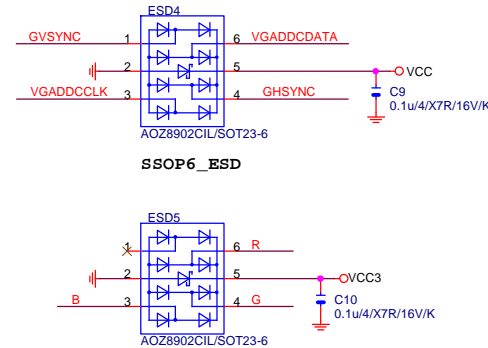 ESD4
GVSYNC 1 6 VGADDCDATA
2 5 VCC
VGADDCCLK 3 4 GHSYNC C9
0.1u/4/X7R/16V/K
AOZ8902CIL/SOT23-6
SSOP6_ESD
ESD5
1 6 R
2 5 VCC3
B 3 4 G C10
0.1u/4/X7R/16V/K
AOZ8902CIL/SOT23-6